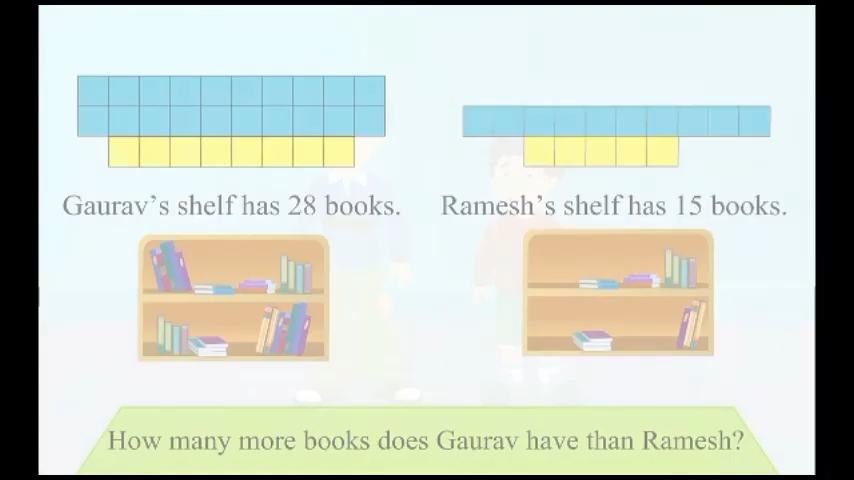 Gaurav’s shelf has 28 books.
Ramesh’s shelf has 15 books.
How many more books does Gaurav have than Ramesh?